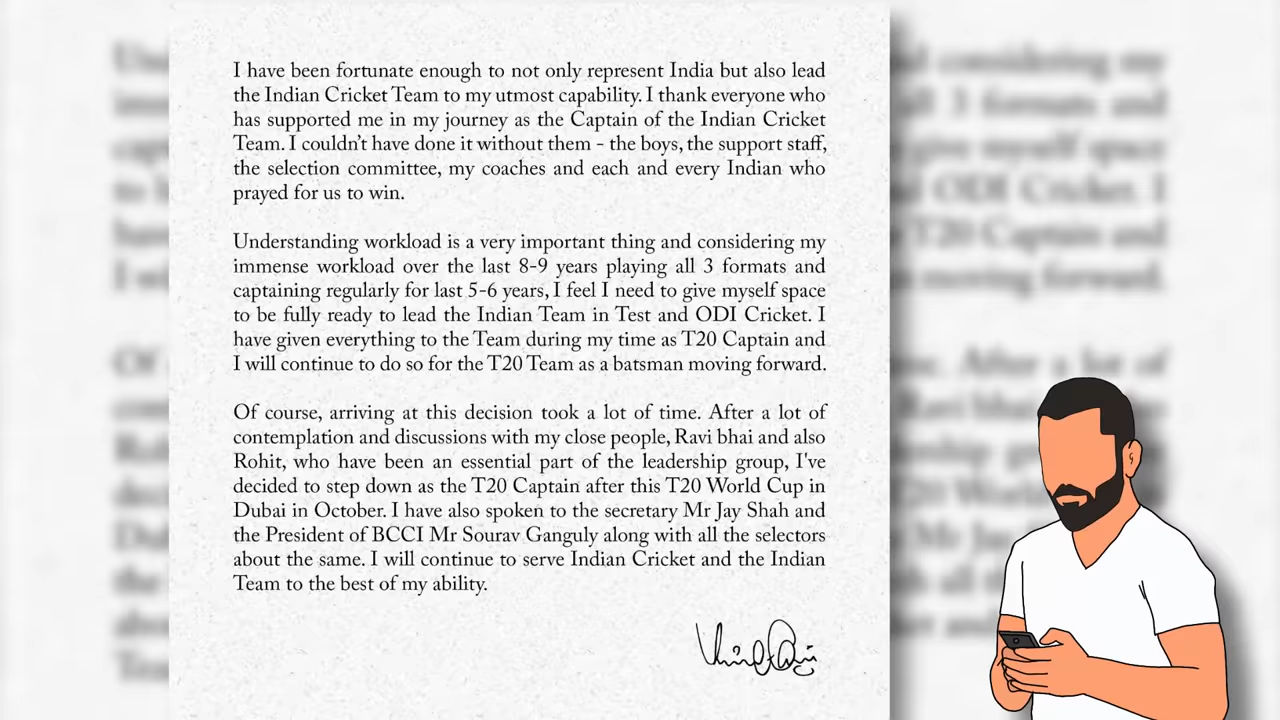 I have been fortunate enough to not only represent India but also lead
the Indian Cricket Team to my utmost capability. I thank everyone who
has supported me in my journey as the Captain of the Indian Cricket
Team. I couldn't have done it without them - the boys, the support staff,
the selection committee, my coaches and each and every Indian who
prayed for us to win.
Understanding workload is a very important thing and considering my
immense workload over the last 8-9 years playing all 3 formats and
captaining regularly for last 5-6 years, I feel I need to give myself space
to be fully ready to lead the Indian Team in Test and ODI Cricket. I
have given everything to the Team during my time as T20 Captain and
I will continue to do so for the T20 Team as a batsman moving forward.
Of course, arriving at this decision took a lot of time. After a lot of
contemplation and discussions with my close people, Ravi bhai and also
Rohit, who have been an essential part of the leadership group, I've
decided to step down as the T20 Captain after this T20 World Cup in
Dubai in October. I have also spoken to the secretary Mr Jay Shah and
the President of BCCI Mr Sourav Ganguly along with all the selectors
about the same. I will continue to serve Indian Cricket and the Indian
Team to the best of my ability.